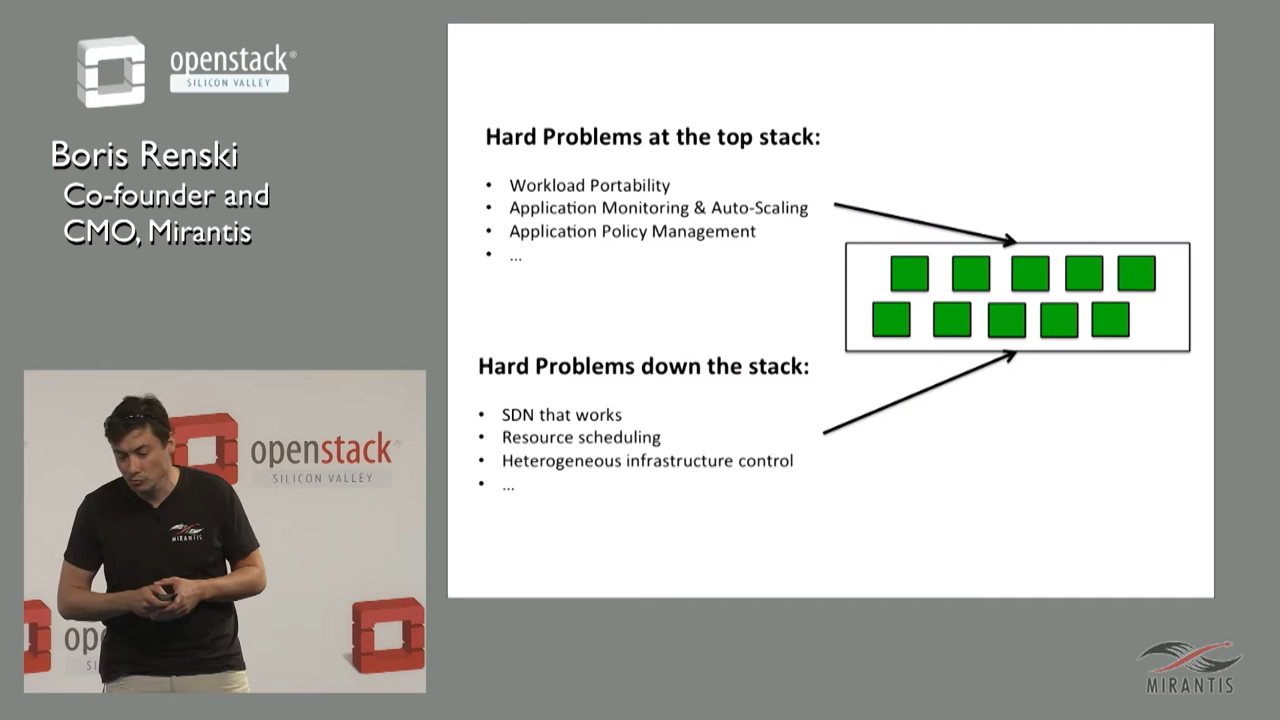 openstack®
SILICON VALLEY
Boris Renski
Co-founder and
CMO, Mirantis
Hard Problems at the top stack:
• Workload Portability
• Application Monitoring & Auto-Scaling
• Application Policy Management
• ...
Hard Problems down the stack:
• SDN that works
• Resource scheduling
• Heterogeneous infrastructure control
• ...
openstack
SILICON VALLEY
MIRANTIS
op
SI
MIRANTIS